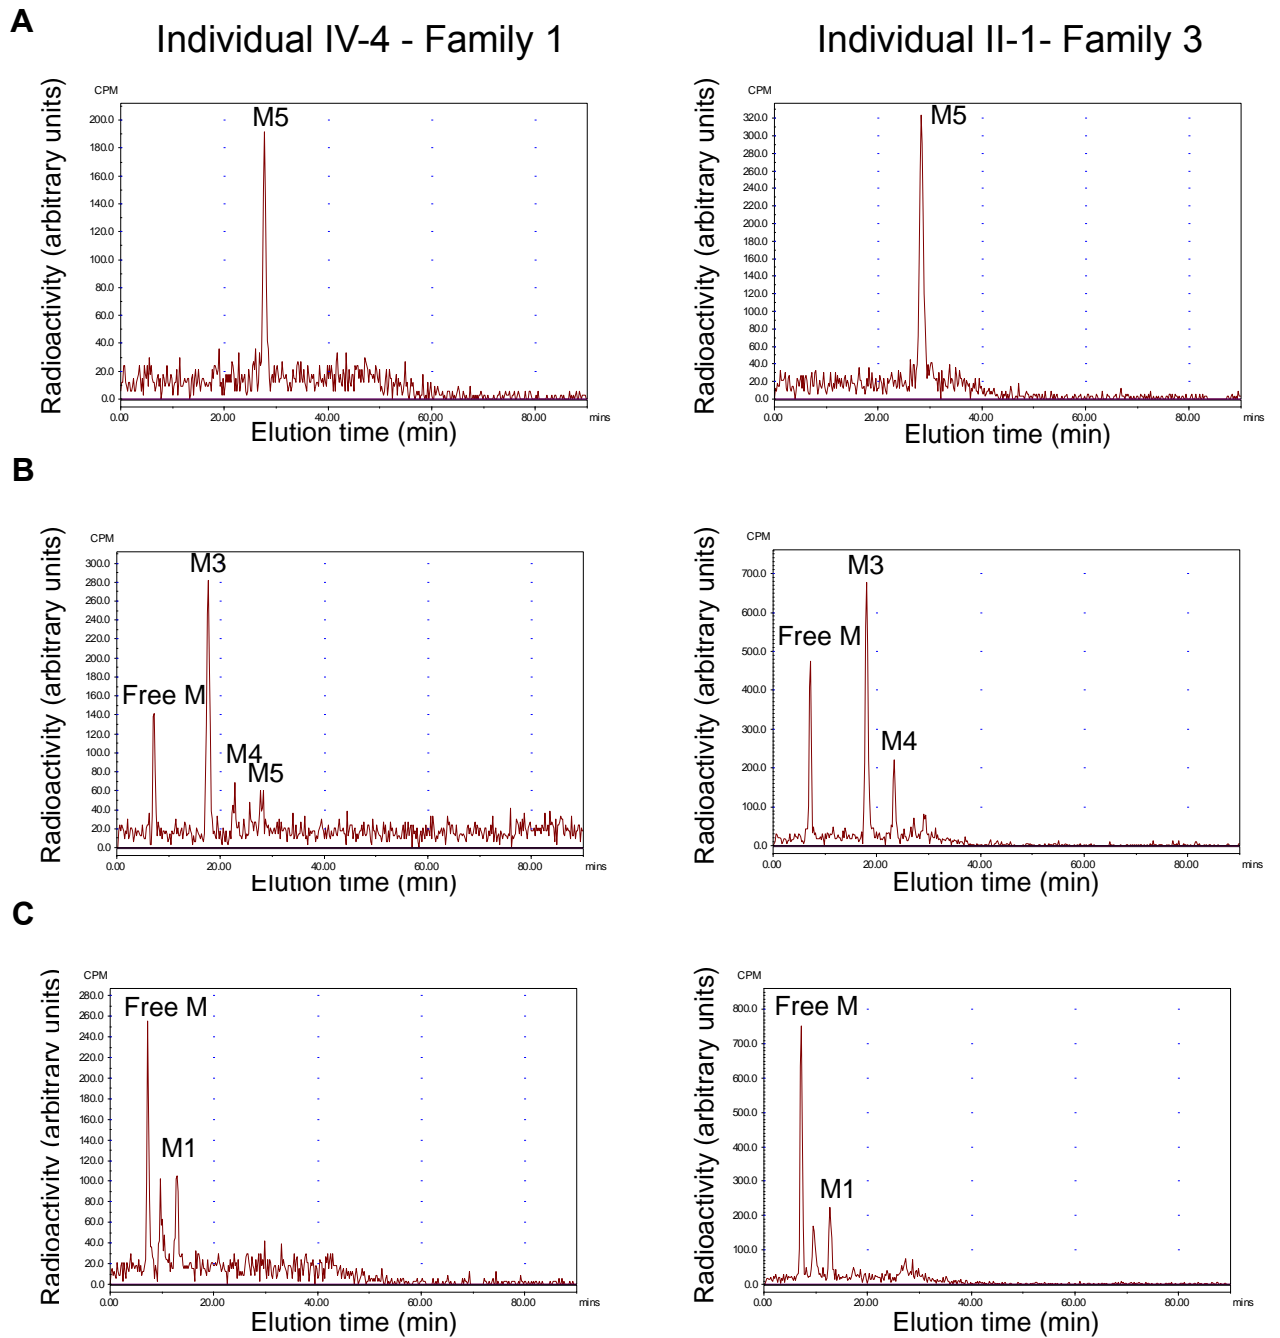 A
Individual IV-4 - Family 1
Individual II-1- Family 3
CPM
200.0
180.0
160.0
140.0
120.0
100.0
80.0
60.0
40.0
20.0
0.0
M5
0.00 20.00 40.00 60.00 80.00 mins
Radioactivity (arbitrary units)
Elution time (min)
CPM
320.0
300.0
280.0
260.0
240.0
220.0
200.0
180.0
160.0
140.0
120.0
100.0
80.0
60.0
40.0
20.0
0.0
M5
0.00 20.00 40.00 60.00 80.00 mins
Radioactivity (arbitrary units)
Elution time (min)
B
CPM
300.0
280.0
260.0
240.0
220.0
200.0
180.0
160.0
140.0
120.0
100.0
80.0
60.0
40.0
20.0
0.0
M3
Free M
M4
M5
0.00 20.00 40.00 60.00 80.00 mins
Radioactivity (arbitrary units)
Elution time (min)
CPM
700.0
600.0
500.0
400.0
300.0
200.0
100.0
0.0
M3
Free M
M4
0.00 20.00 40.00 60.00 80.00 mins
Radioactivity (arbitrary units)
Elution time (min)
C
CPM
280.0
260.0
240.0
220.0
200.0
180.0
160.0
140.0
120.0
100.0
80.0
60.0
40.0
20.0
0.0
Free M
M1
0.00 20.00 40.00 60.00 80.00 mins
Radioactivity (arbitrary units)
Elution time (min)
CPM
800.0
700.0
600.0
500.0
400.0
300.0
200.0
100.0
0.0
Free M
M1
0.00 20.00 40.00 60.00 80.00 mins
Radioactivity (arbitrary units)
Elution time (min)